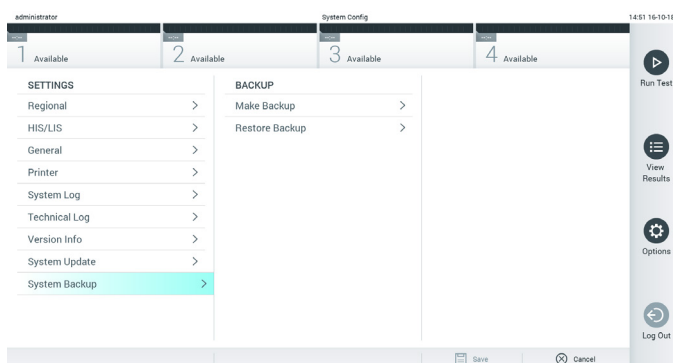 administrator System Config 14:51 16-10-18
--:-- --:-- --:-- --:--
1 Available 2 Available 3 Available 4 Available
SETTINGS BACKUP
Regional > Make Backup >
HIS/LIS > Restore Backup >
General >
Printer >
System Log >
Technical Log >
Version Info >
System Update >
System Backup >
Run Test
View
Results
Options
Log Out
Save Cancel